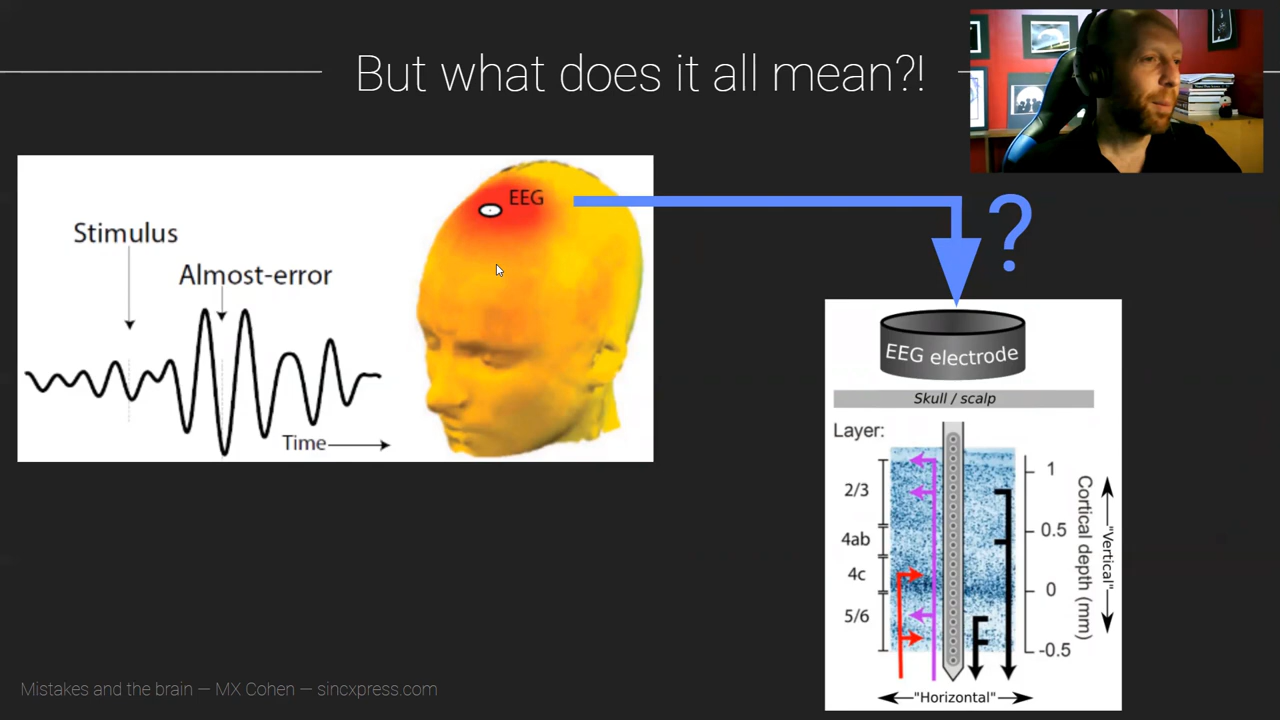 But what does it all mean?!
EEG
Stimulus
Almost-error
Time
?
EEG electrode
Skull / scalp
Layer:
2/3
4ab
4c
5/6
1
0.5
0
-0.5
Cortical depth (mm)
"Vertical"
"Horizontal"
Mistakes and the brain — MX Cohen — sincxpress.com